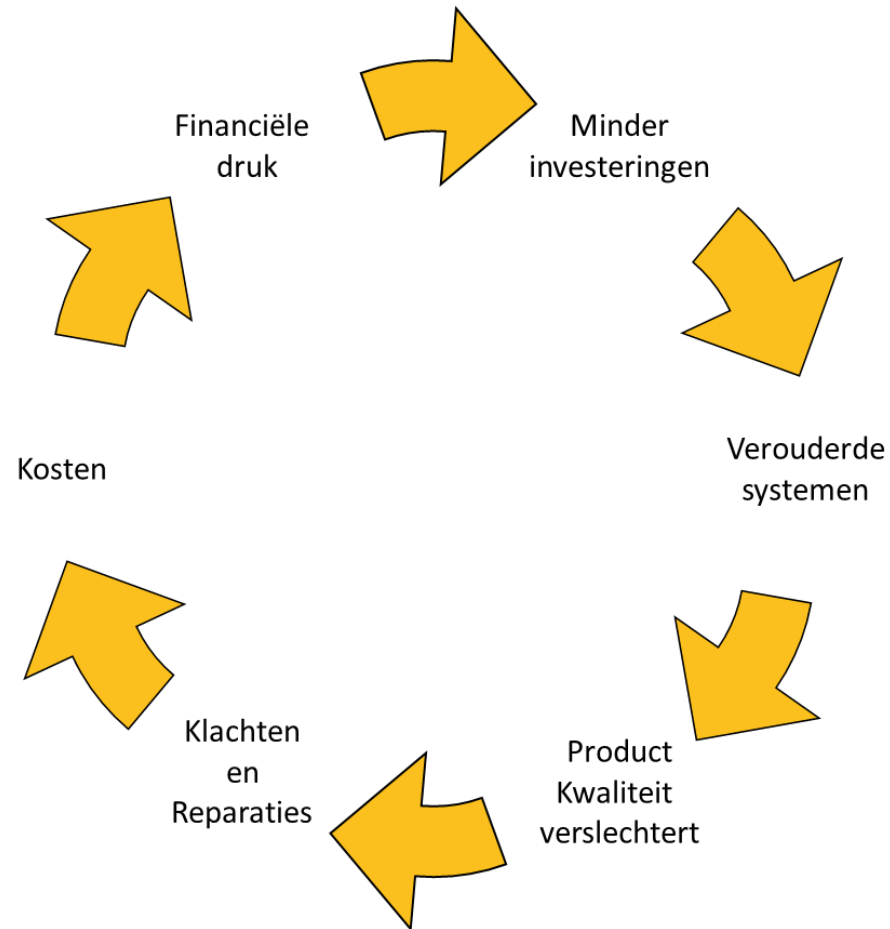 Financiële
druk
Minder
investeringen
Verouderde
systemen
Product
Kwaliteit
verslechtert
Klachten
en
Reparaties
Kosten